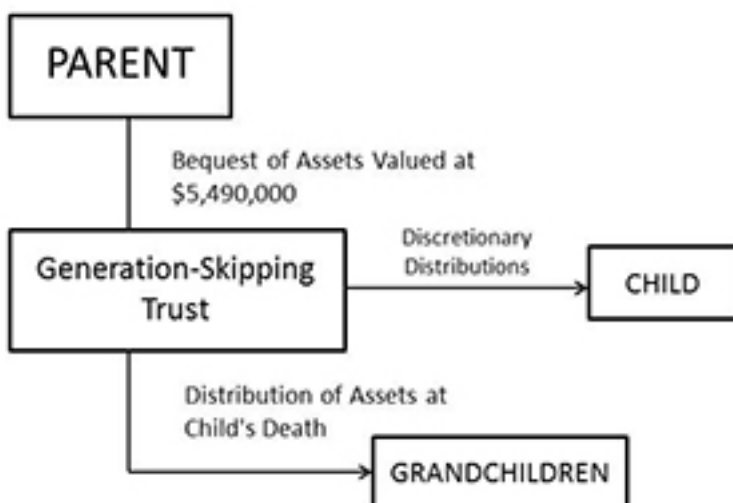 PARENT
Bequest of Assets Valued at
$5,490,000
Generation-Skipping
Trust
Discretionary
Distributions
CHILD
Distribution of Assets at
Child's Death
GRANDCHILDREN